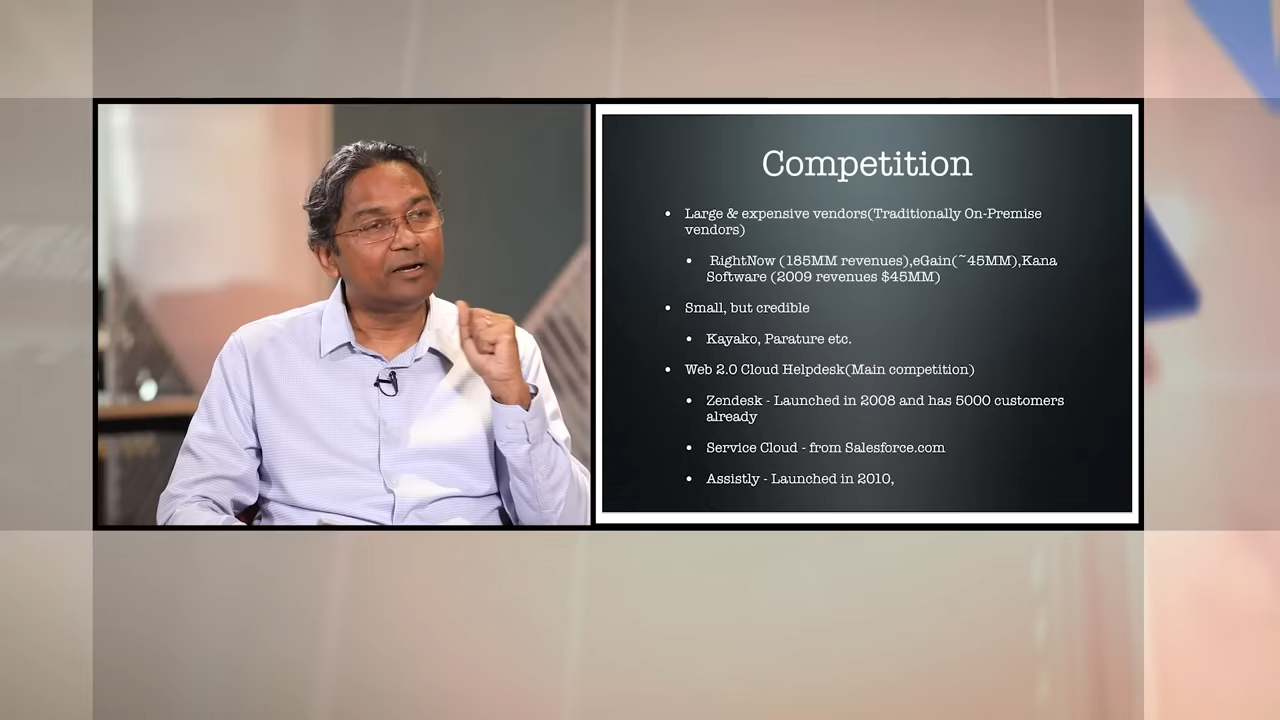 Competition
Large & expensive vendors(Traditionally On-Premise
vendors)
RightNow (185MM revenues),eGain(~45MM),Kana
Software (2009 revenues $45MM)
Small, but credible
Kayako, Parature etc.
Web 2.0 Cloud Helpdesk(Main competition)
Zendesk - Launched in 2008 and has 5000 customers
already
Service Cloud - from Salesforce.com
Assistly - Launched in 2010,